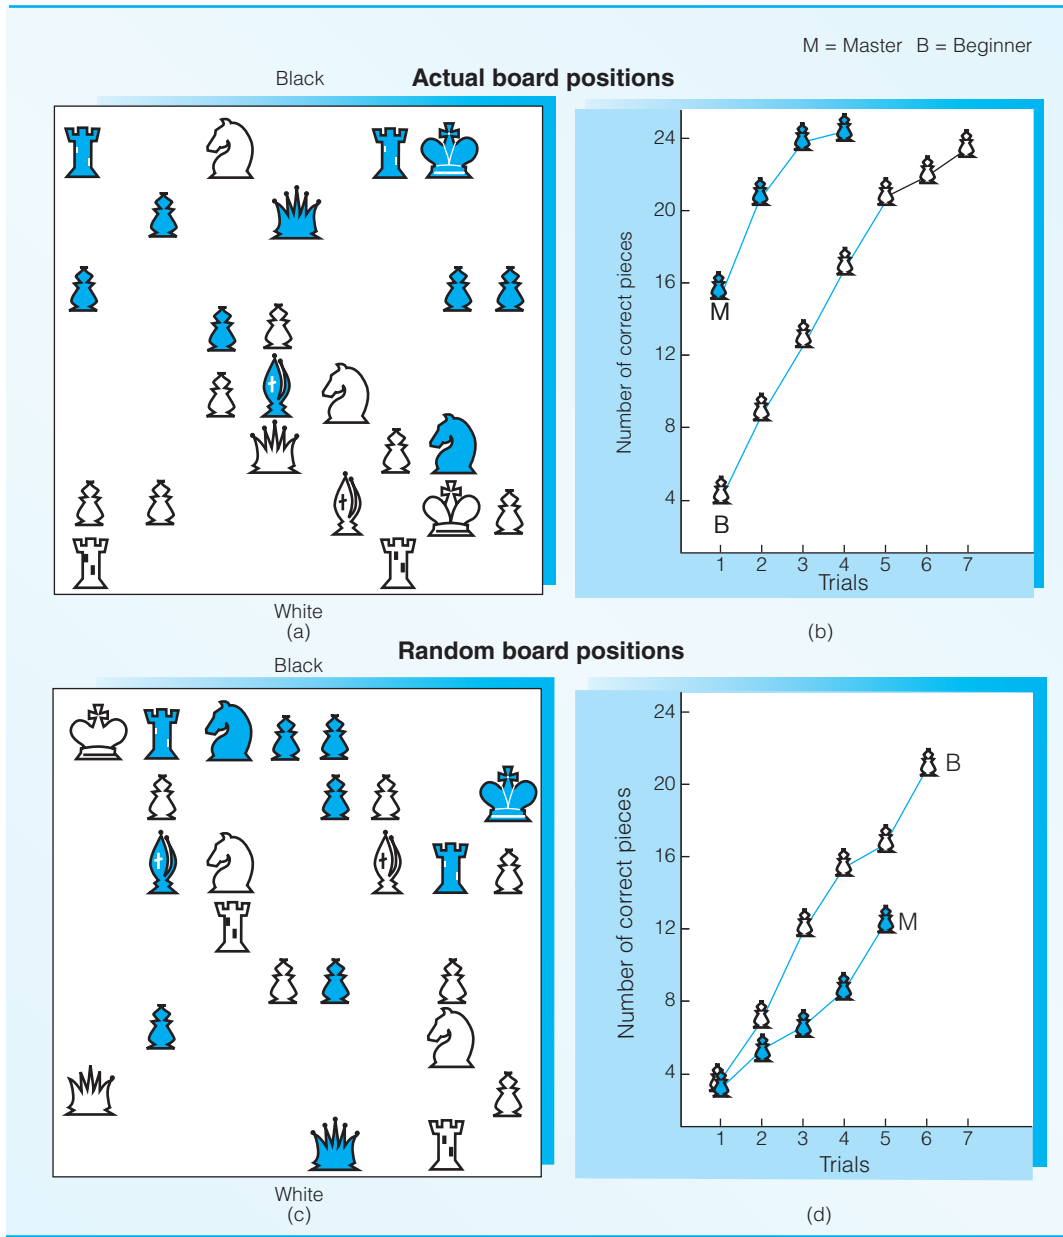 M = Master B = Beginner
Black
Actual board positions
Number of correct pieces
24
20
16
12
8
4
M
B
1 2 3 4 5 6 7
Trials
White
(a)
(b)
Random board positions
Black
Number of correct pieces
24
20
16
12
8
4
B
M
1 2 3 4 5 6 7
Trials
White
(c)
(d)